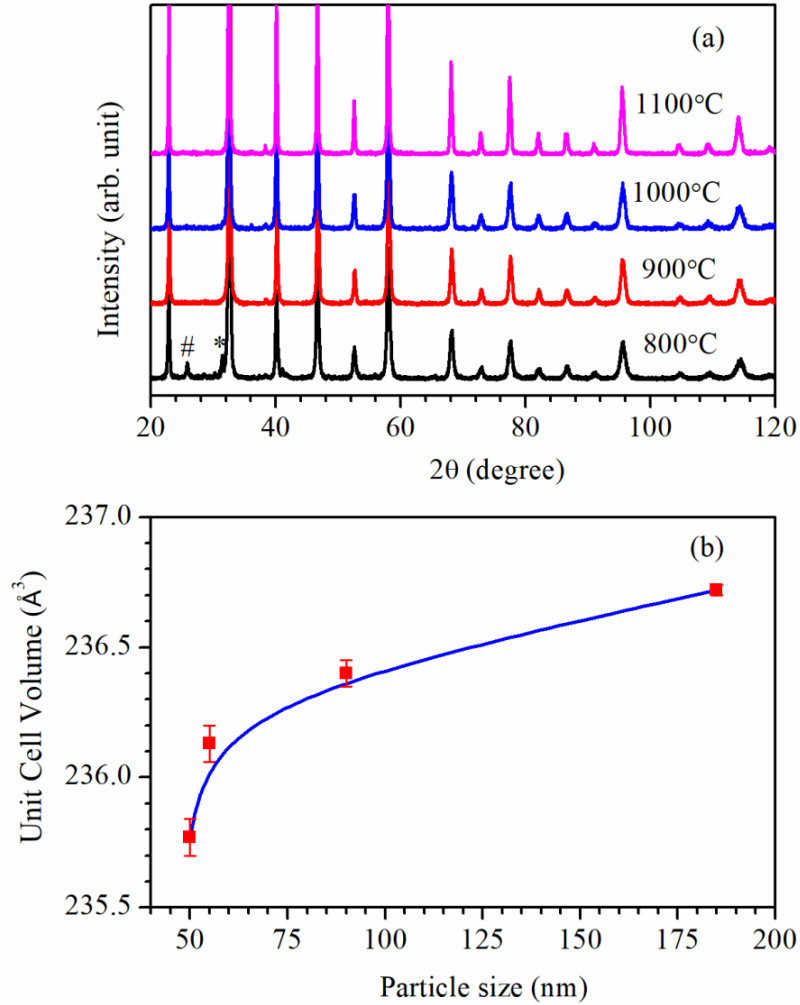 (a)
Intensity (arb. unit)
1100°C
1000°C
900°C
# * 800°C
20 40 60 80 100 120
2θ (degree)
(b)
Unit Cell Volume (Å³)
237.0
236.5
236.0
235.5
50 75 100 125 150 175 200
Particle size (nm)